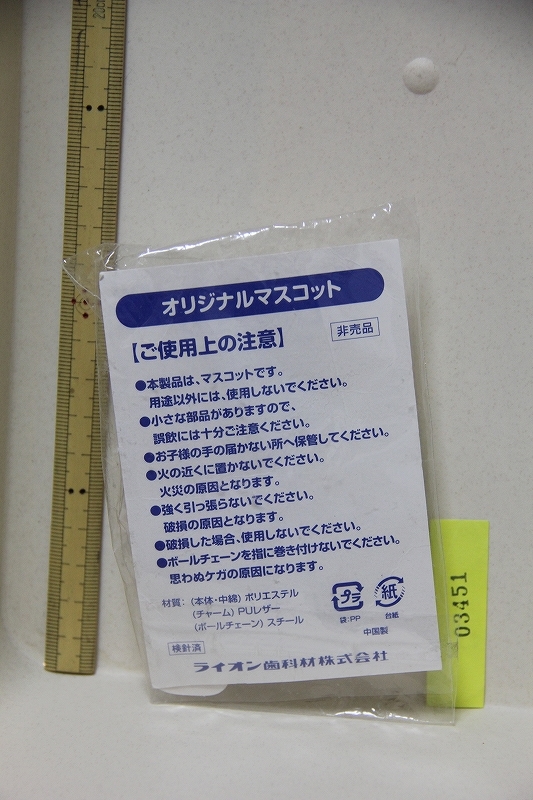 20cm
オリジナルマスコット
非売品
【ご使用上の注意】
●本製品は、マスコットです。
用途以外には、使用しないでください。
●小さな部品がありますので、
誤飲には十分ご注意ください。
●お子様の手の届かない所へ保管してください。
●火の近くに置かないでください。
火災の原因となります。
●強く引っ張らないでください。
破損の原因となります。
●破損した場合、使用しないでください。
●ボールチェーンを指に巻き付けないでください。
思わぬケガの原因になります。
材質：（本体・中綿）ポリエステル
（チャーム）PUレザー
（ボールチェーン）スチール
プラ
袋:PP
紙
台紙
中国製
検針済
ライオン歯科材株式会社
03451